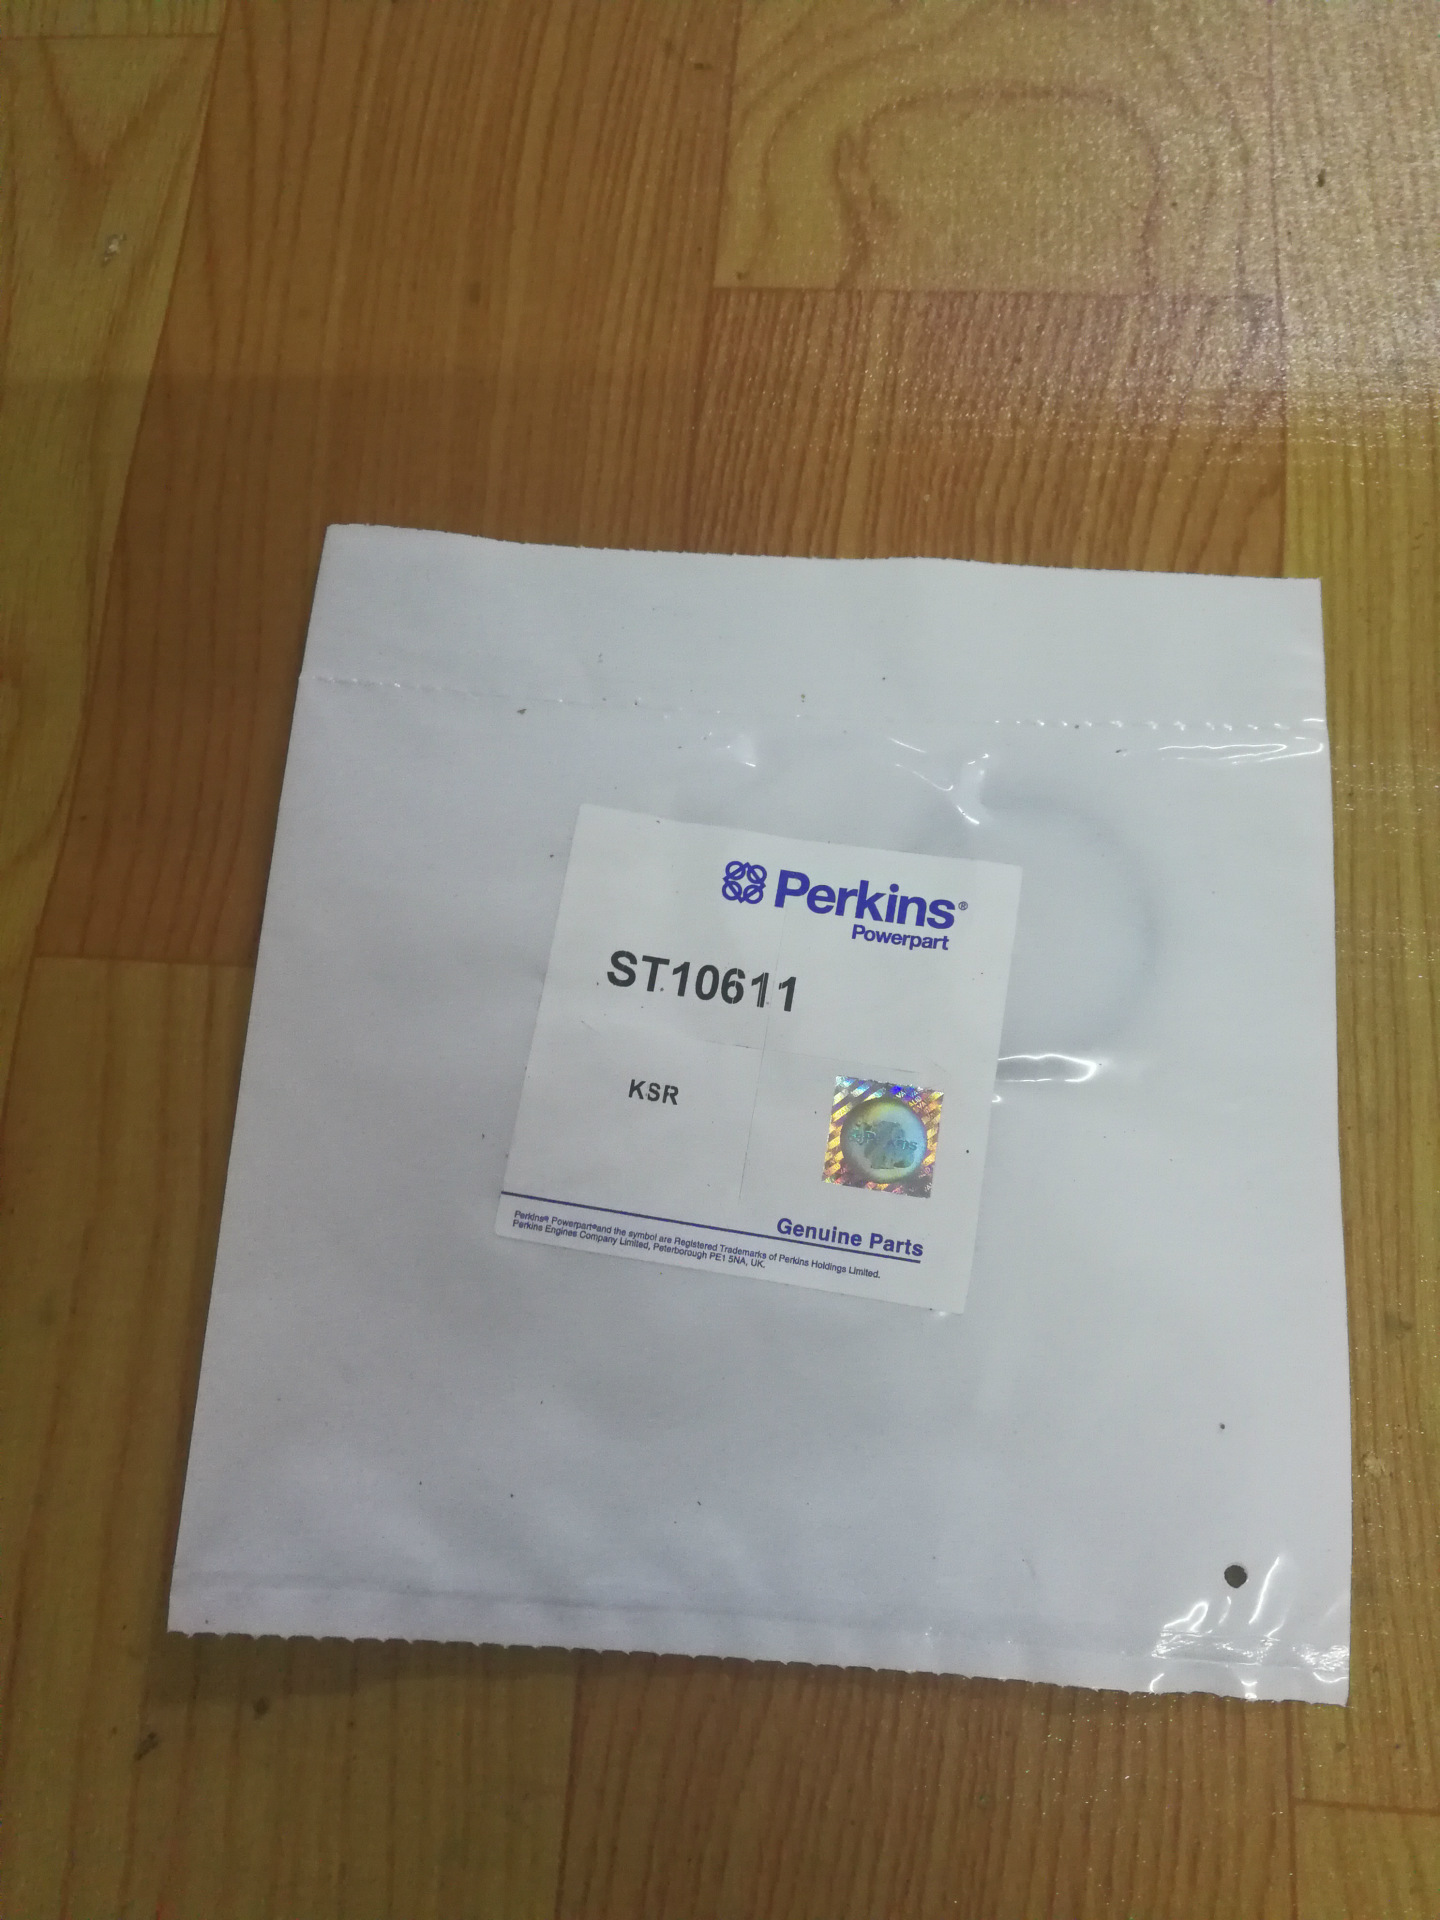 Perkins®
Powerpart
ST10611
KSR
Genuine Parts
Perkins® Powerpart® and the symbol are Registered Trademarks of Perkins Holdings Limited.
Perkins Engines Company Limited, Peterborough PE1 5NA, UK.